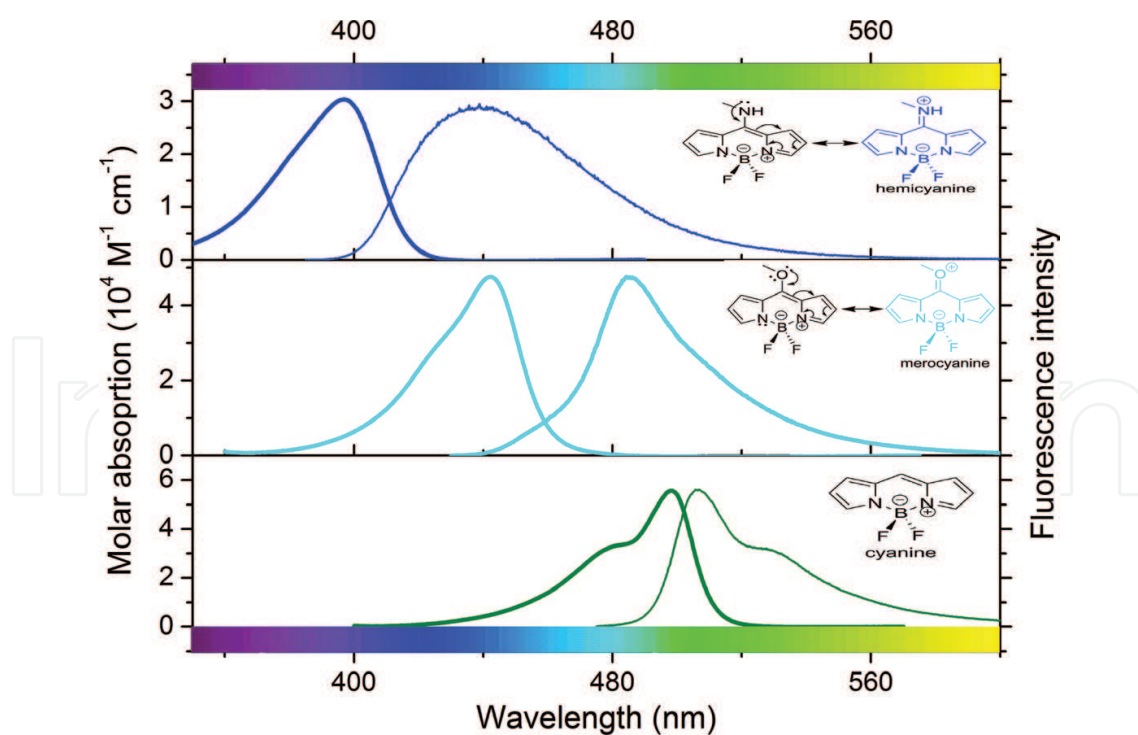 400 480 560
3
2
1
0
4
2
0
6
4
2
0
400 480 560
Molar absoprtion (10⁴ M⁻¹ cm⁻¹)
Fluorescence intensity
Wavelength (nm)
NH
⊕
NH
N ⊖ B N ⊕
F F
N ⊖ B N
F F
hemicyanine
O
O ⊕
N ⊖ B N ⊕
F F
N ⊖ B N
F F
merocyanine
N ⊖ B N ⊕
F F
cyanine